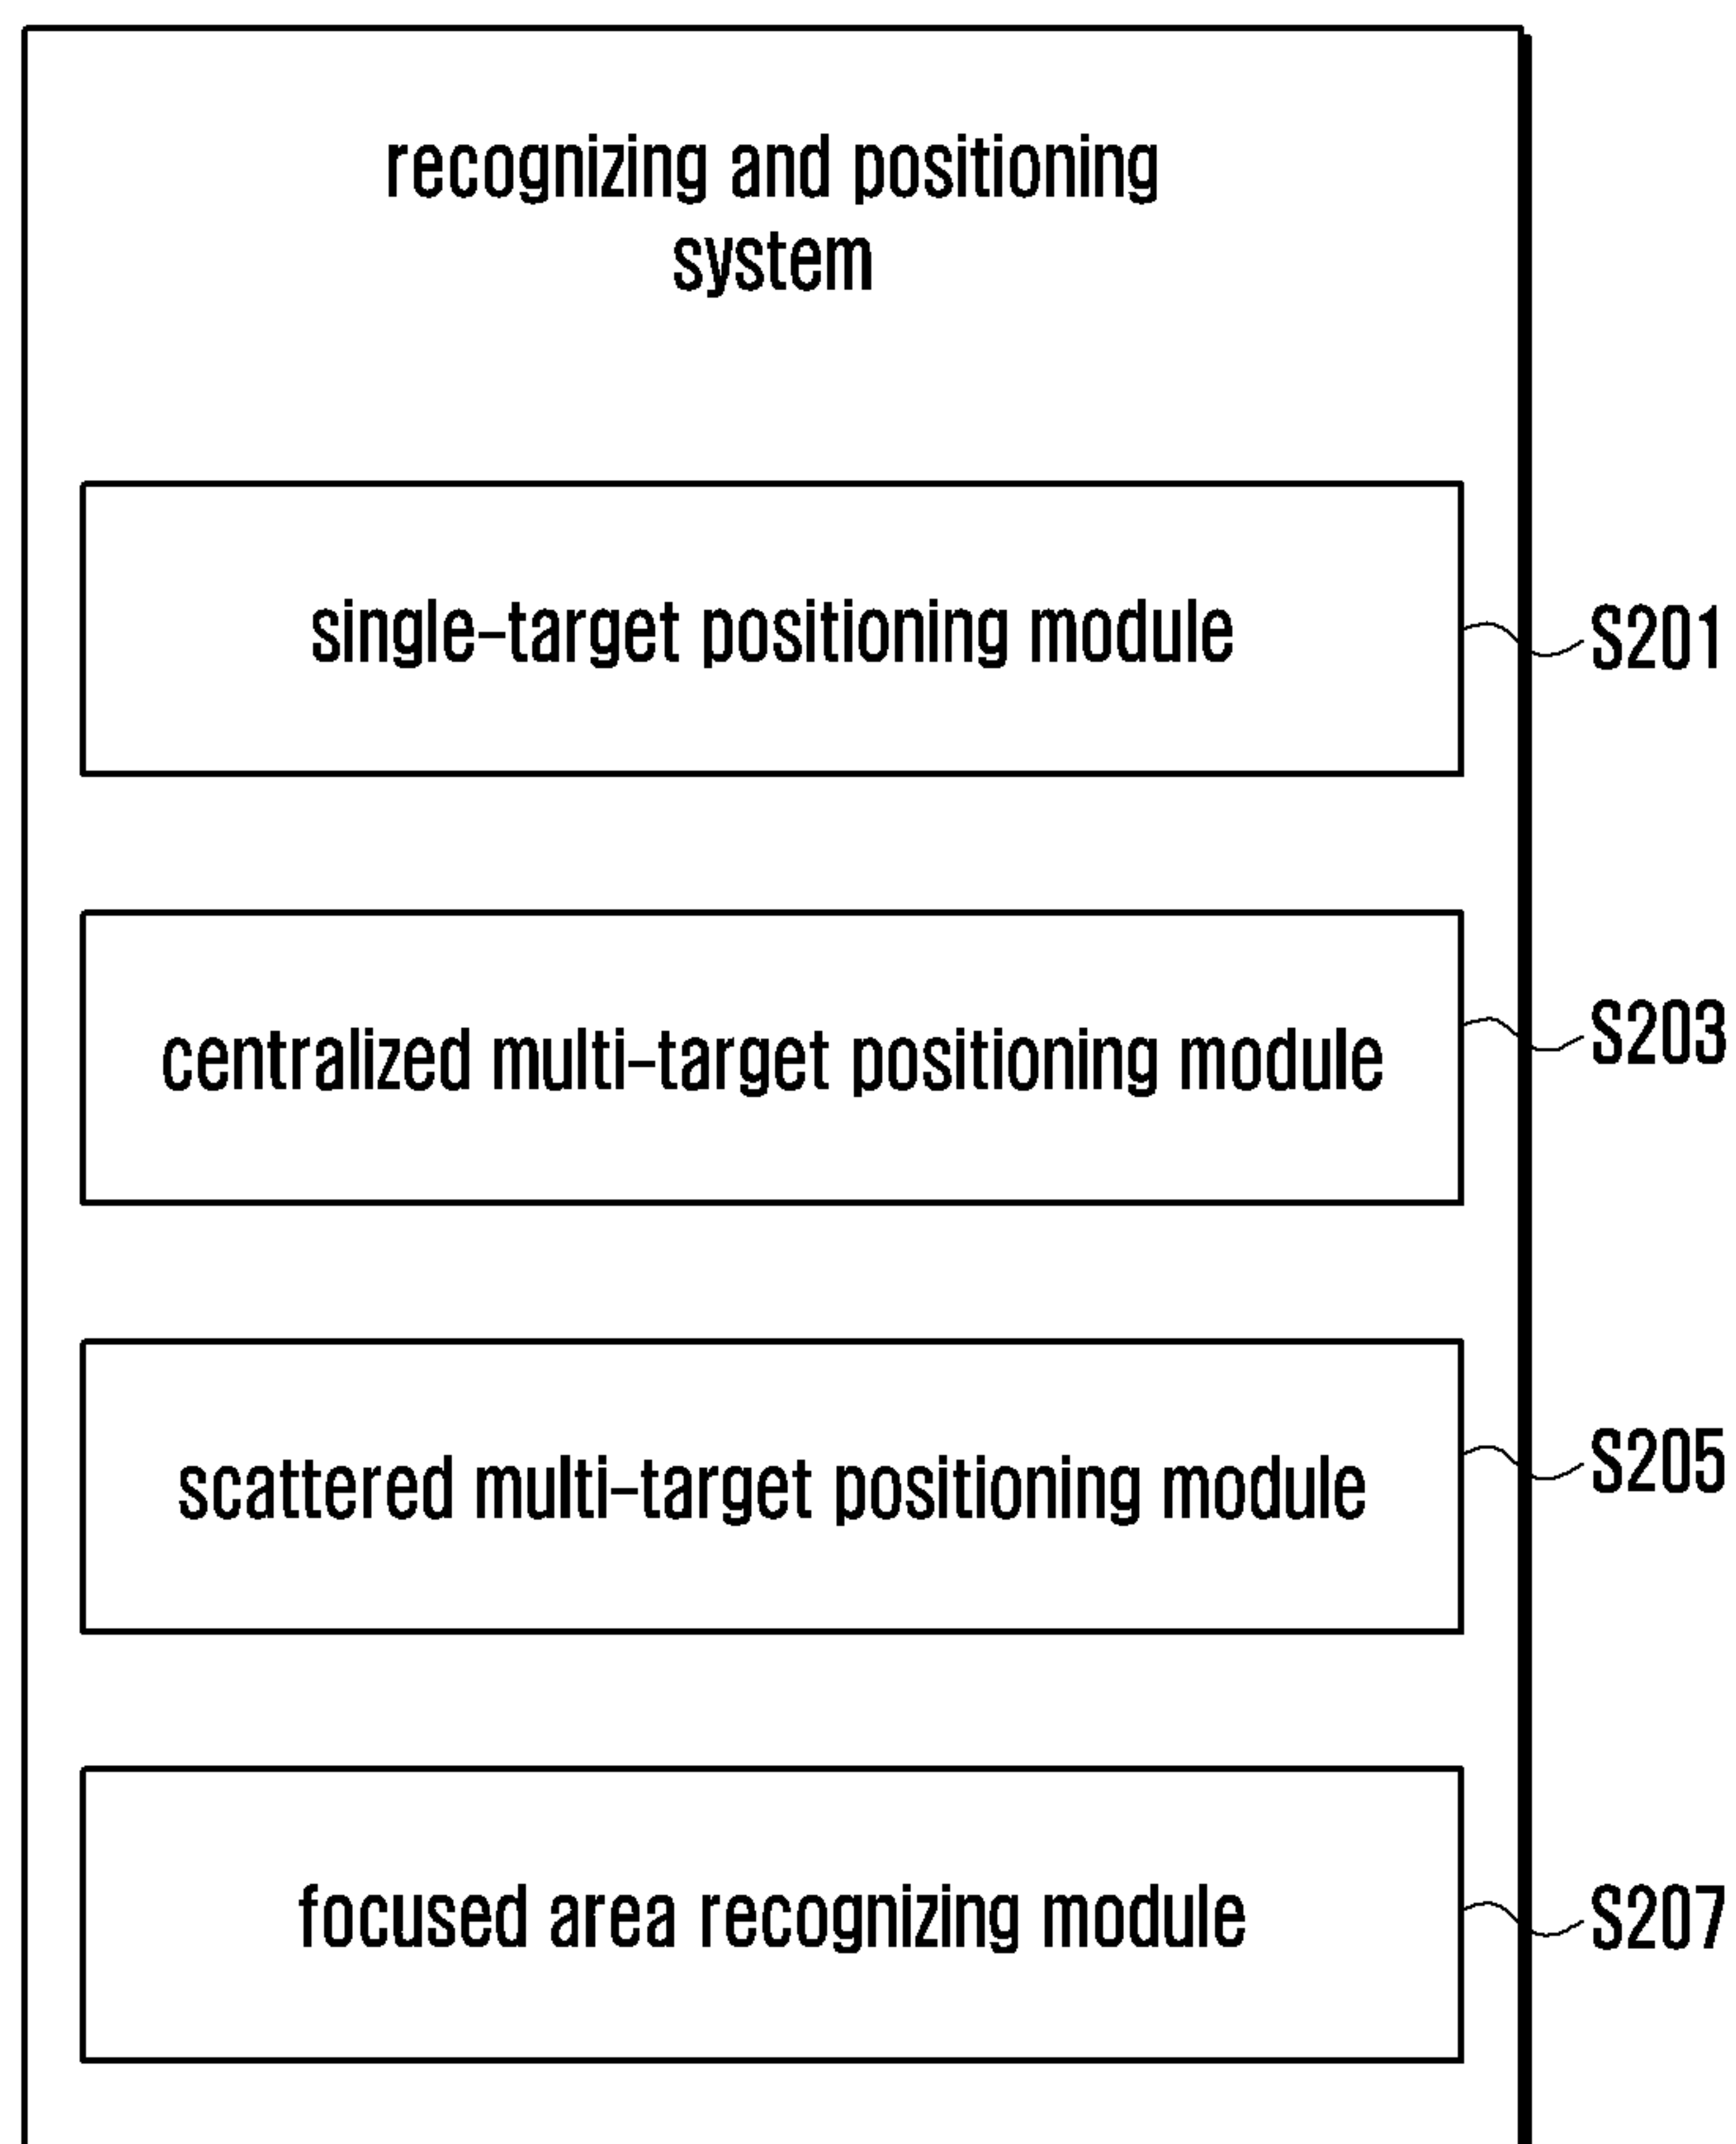 recognizing and positioning
system
single-target positioning module
S201
centralized multi-target positioning module
S203
scattered multi-target positioning module
S205
focused area recognizing module
S207